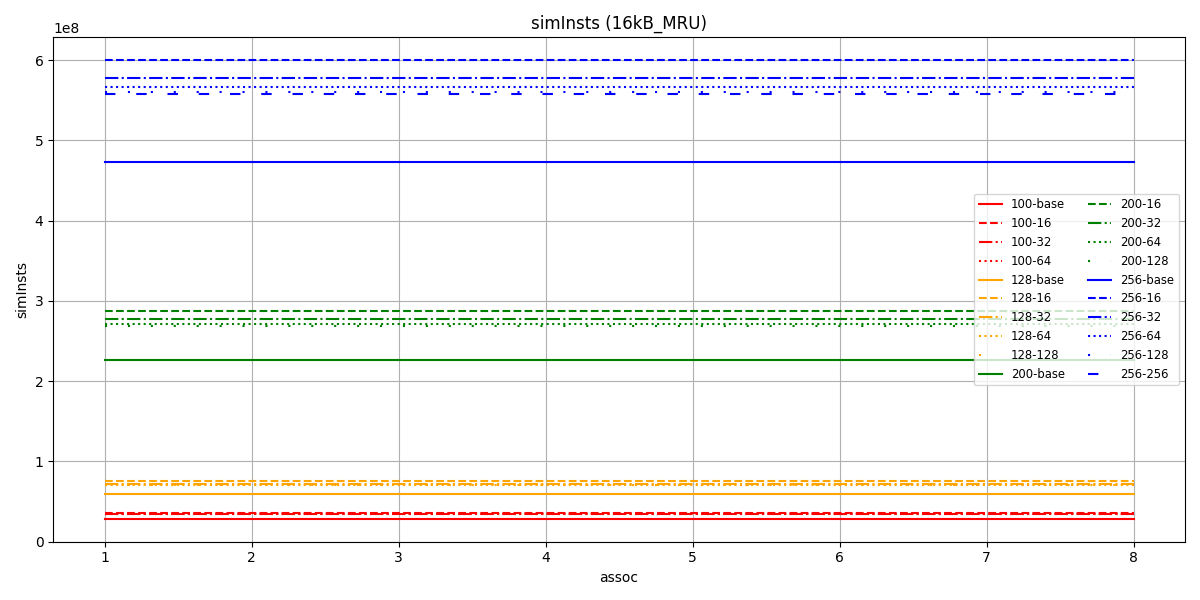 simInsts (16kB_MRU)
1e8
6
5
4
3
2
1
0
simInsts
1 2 3 4 5 6 7 8
assoc
100-base
100-16
100-32
100-64
128-base
128-16
128-32
128-64
128-128
200-base
200-16
200-32
200-64
200-128
256-base
256-16
256-32
256-64
256-128
256-256